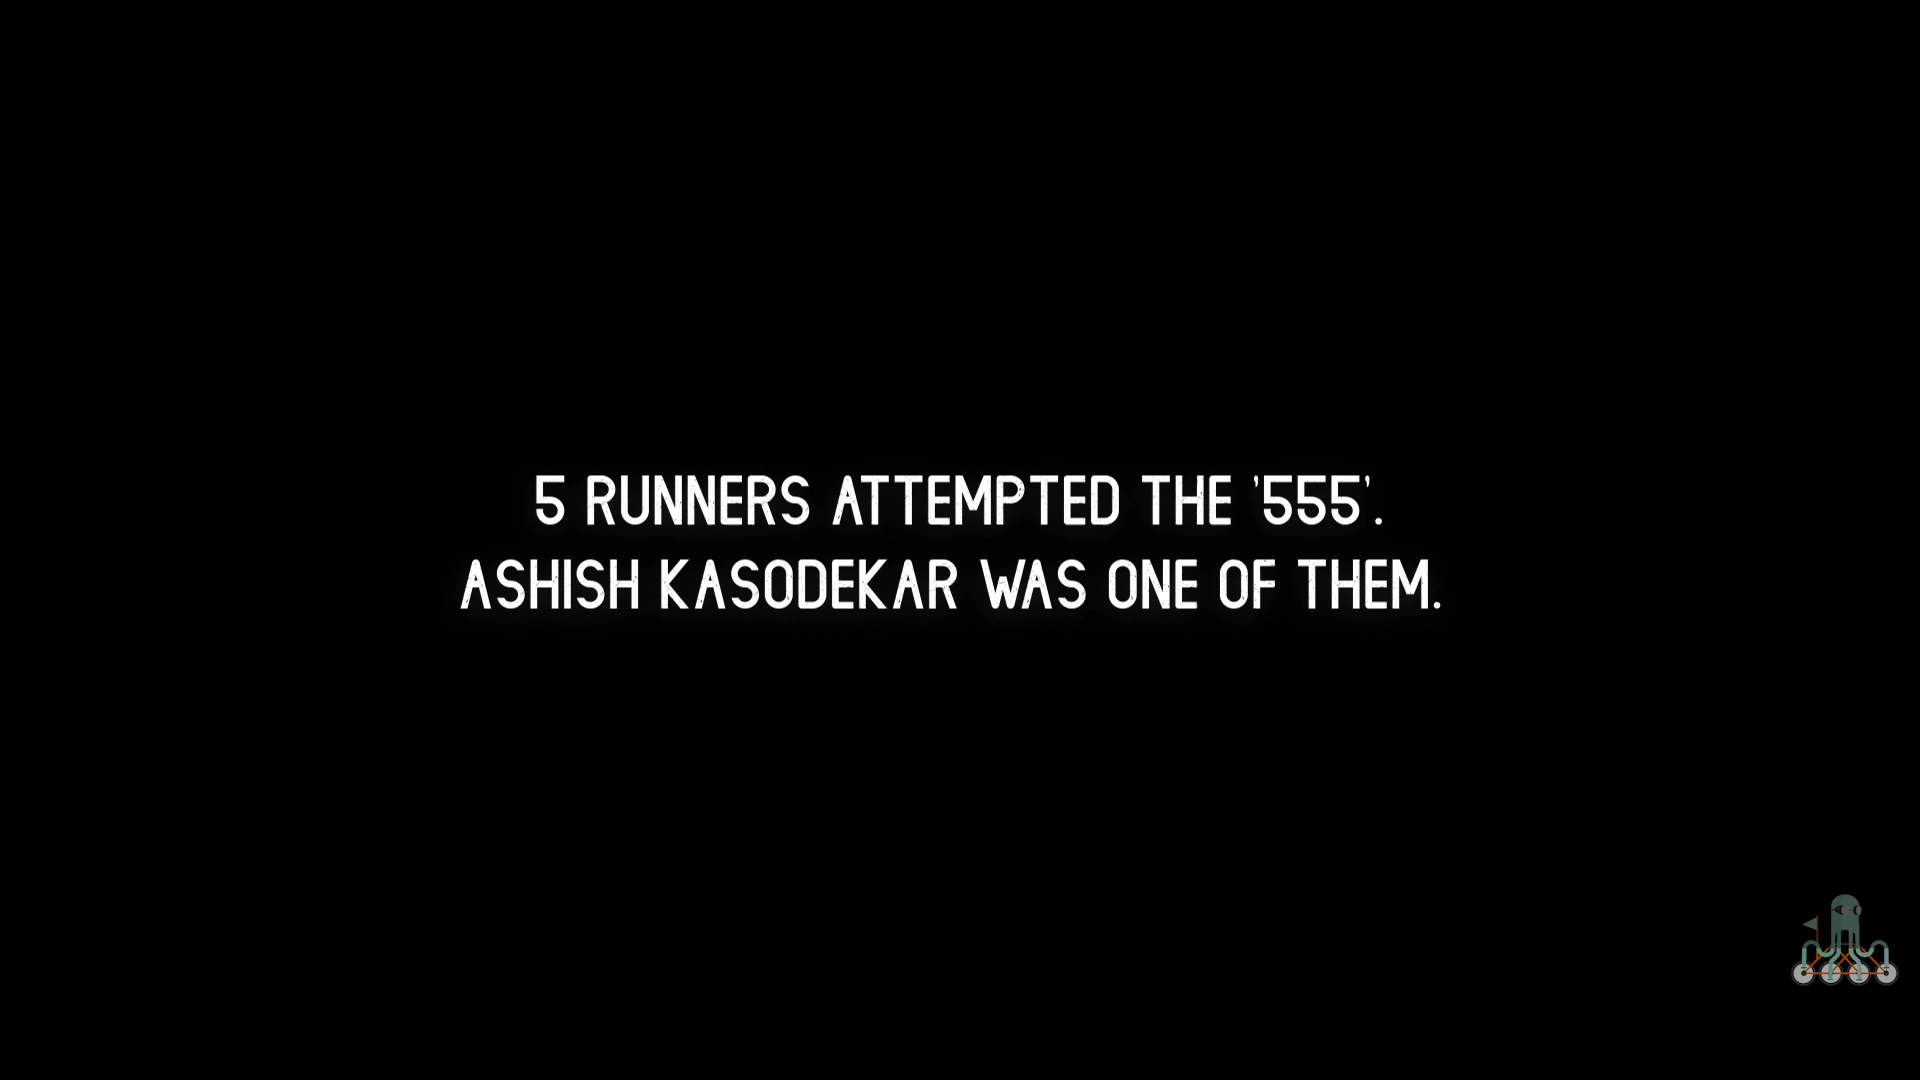 5 RUNNERS ATTEMPTED THE '555'.
ASHISH KASODEKAR WAS ONE OF THEM.